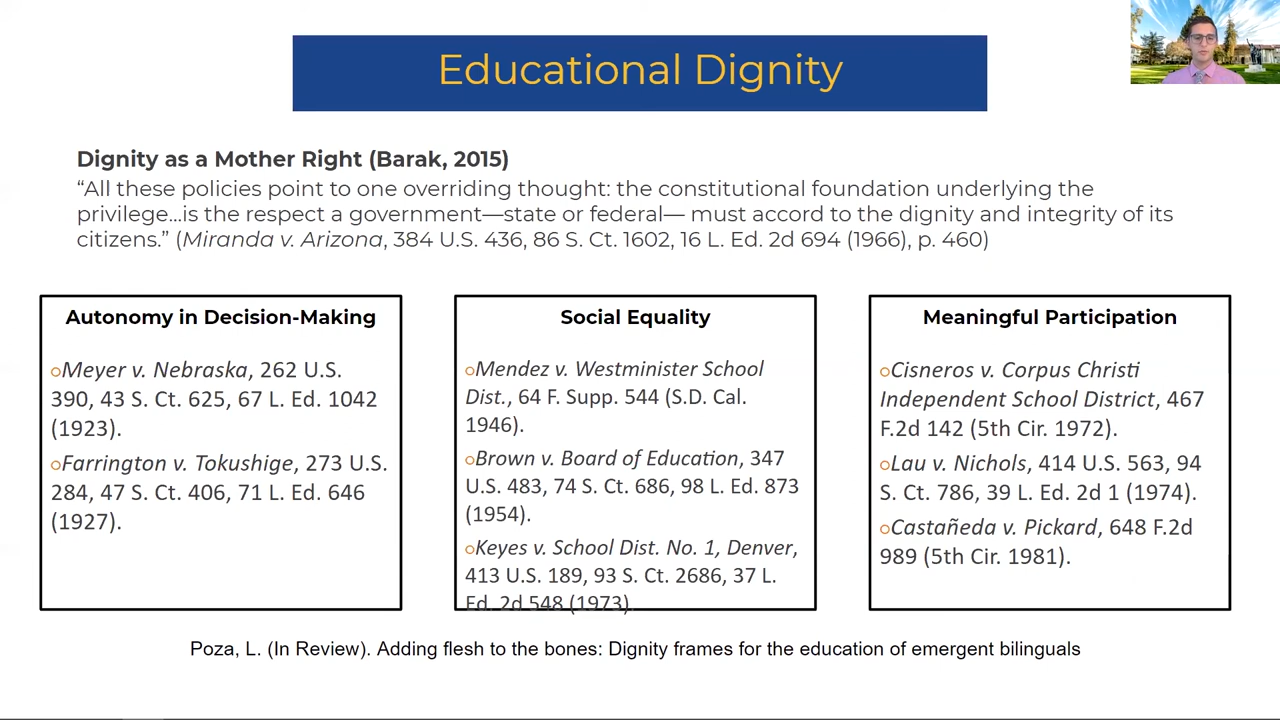 Educational Dignity
Dignity as a Mother Right (Barak, 2015)
“All these policies point to one overriding thought: the constitutional foundation underlying the
privilege…is the respect a government—state or federal— must accord to the dignity and integrity of its
citizens.” (Miranda v. Arizona, 384 U.S. 436, 86 S. Ct. 1602, 16 L. Ed. 2d 694 (1966), p. 460)
Autonomy in Decision-Making
○Meyer v. Nebraska, 262 U.S.
390, 43 S. Ct. 625, 67 L. Ed. 1042
(1923).
○Farrington v. Tokushige, 273 U.S.
284, 47 S. Ct. 406, 71 L. Ed. 646
(1927).
Social Equality
○Mendez v. Westminister School
Dist., 64 F. Supp. 544 (S.D. Cal.
1946).
○Brown v. Board of Education, 347
U.S. 483, 74 S. Ct. 686, 98 L. Ed. 873
(1954).
○Keyes v. School Dist. No. 1, Denver,
413 U.S. 189, 93 S. Ct. 2686, 37 L.
Ed. 2d 548 (1973).
Meaningful Participation
○Cisneros v. Corpus Christi
Independent School District, 467
F.2d 142 (5th Cir. 1972).
○Lau v. Nichols, 414 U.S. 563, 94
S. Ct. 786, 39 L. Ed. 2d 1 (1974).
○Castañeda v. Pickard, 648 F.2d
989 (5th Cir. 1981).
Poza, L. (In Review). Adding flesh to the bones: Dignity frames for the education of emergent bilinguals